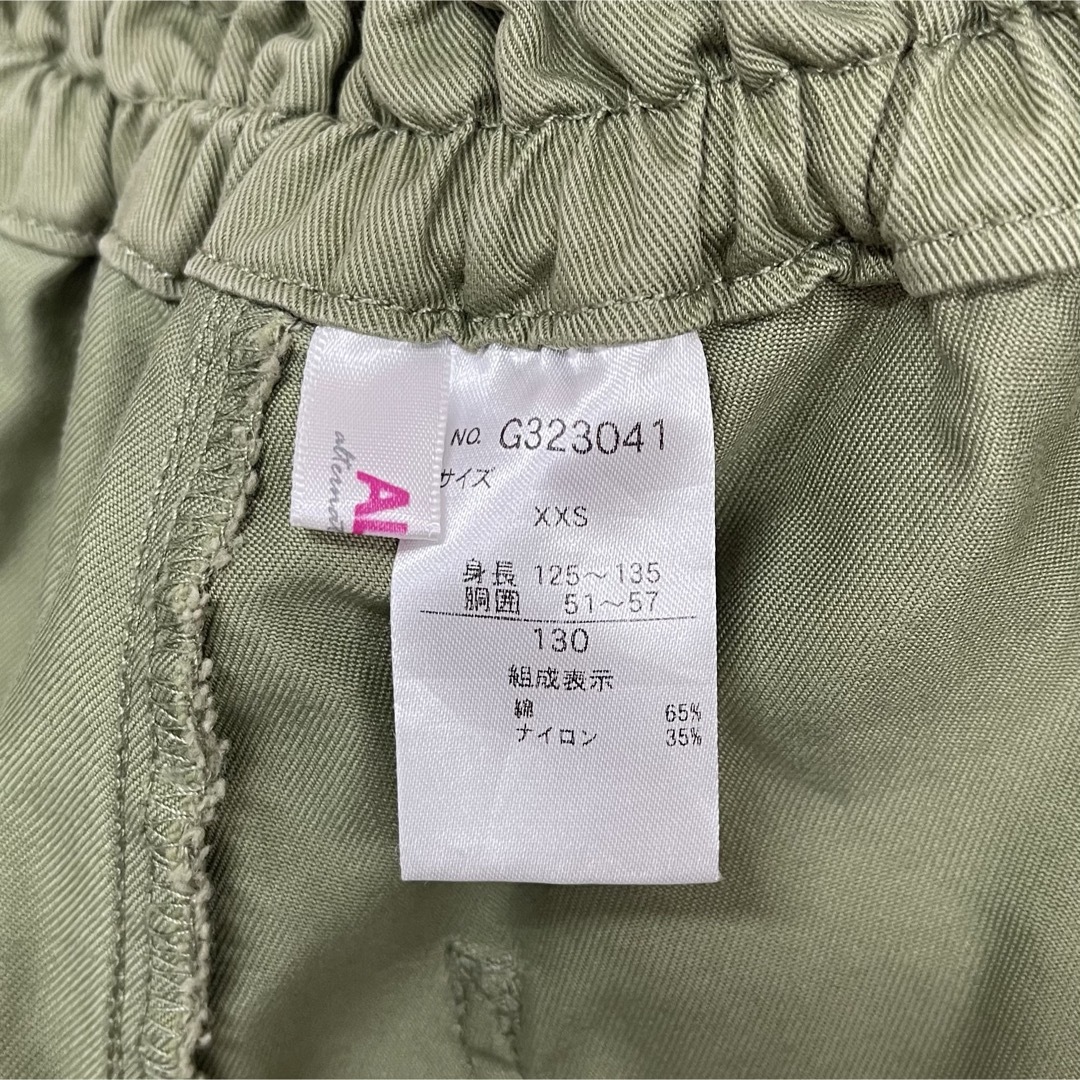 NO. G323041
サイズ
XXS
身長 125～135
胴囲 51～57
130
組成表示
綿 65%
ナイロン 35%